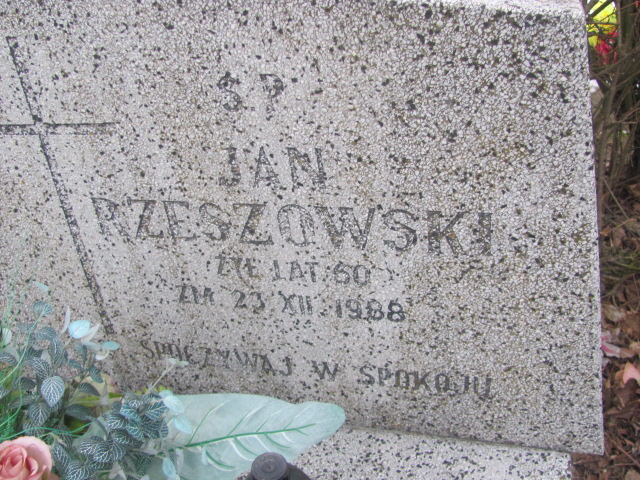 Ś P
JAN
RZESZOWSKI
ŻYŁ LAT 60
ZM 23 XII 1988
SPOCZYWAJ W SPOKOJU